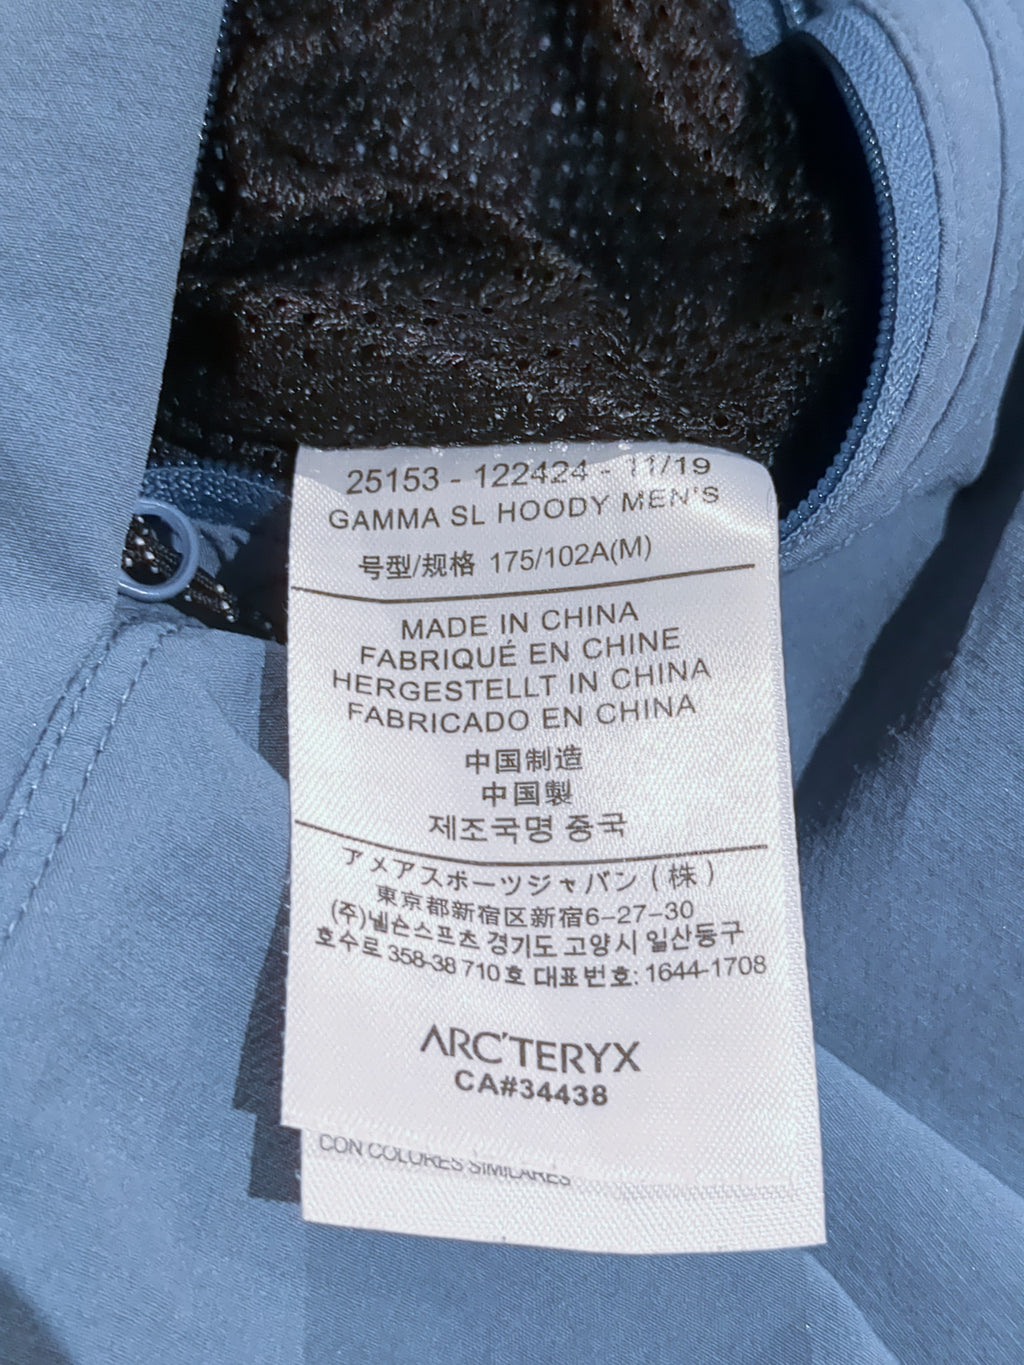 25153 - 122424 - 11/19
GAMMA SL HOODY MEN'S
号型/规格 175/102A(M)
MADE IN CHINA
FABRIQUÉ EN CHINE
HERGESTELLT IN CHINA
FABRICADO EN CHINA
中国制造
中国製
제조국명 중국
アメアスポーツジャパン (株)
東京都新宿区新宿6-27-30
(주)넬슨스프츠 경기도 고양시 일산동구
호수로 358-38 710호 대표번호: 1644-1708
ARC'TERYX
CA#34438
CON COLORES SIMILARES